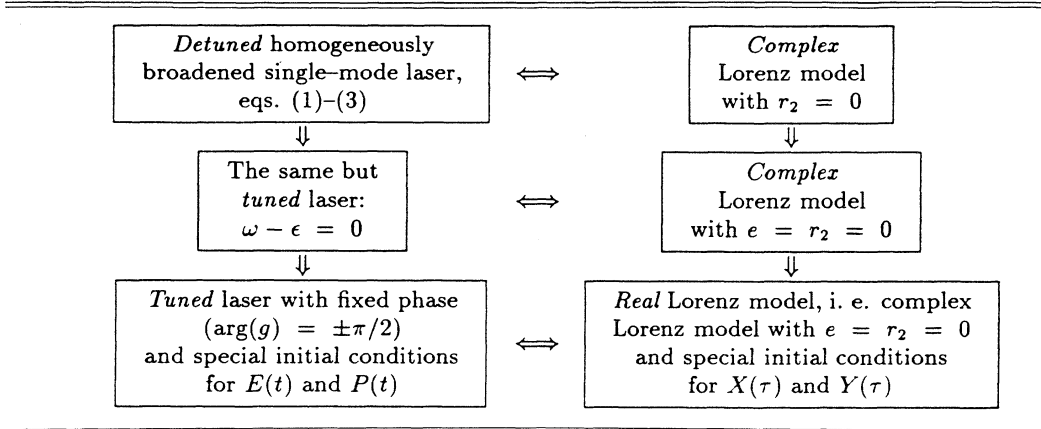 Detuned homogeneously
broadened single–mode laser,
eqs. (1)–(3)
⟺
Complex
Lorenz model
with r₂ = 0
⇓
⇓
The same but
tuned laser:
ω − ϵ = 0
⟺
Complex
Lorenz model
with e = r₂ = 0
⇓
⇓
Tuned laser with fixed phase
(arg(g) = ±π/2)
and special initial conditions
for E(t) and P(t)
⟺
Real Lorenz model, i. e. complex
Lorenz model with e = r₂ = 0
and special initial conditions
for X(τ) and Y(τ)